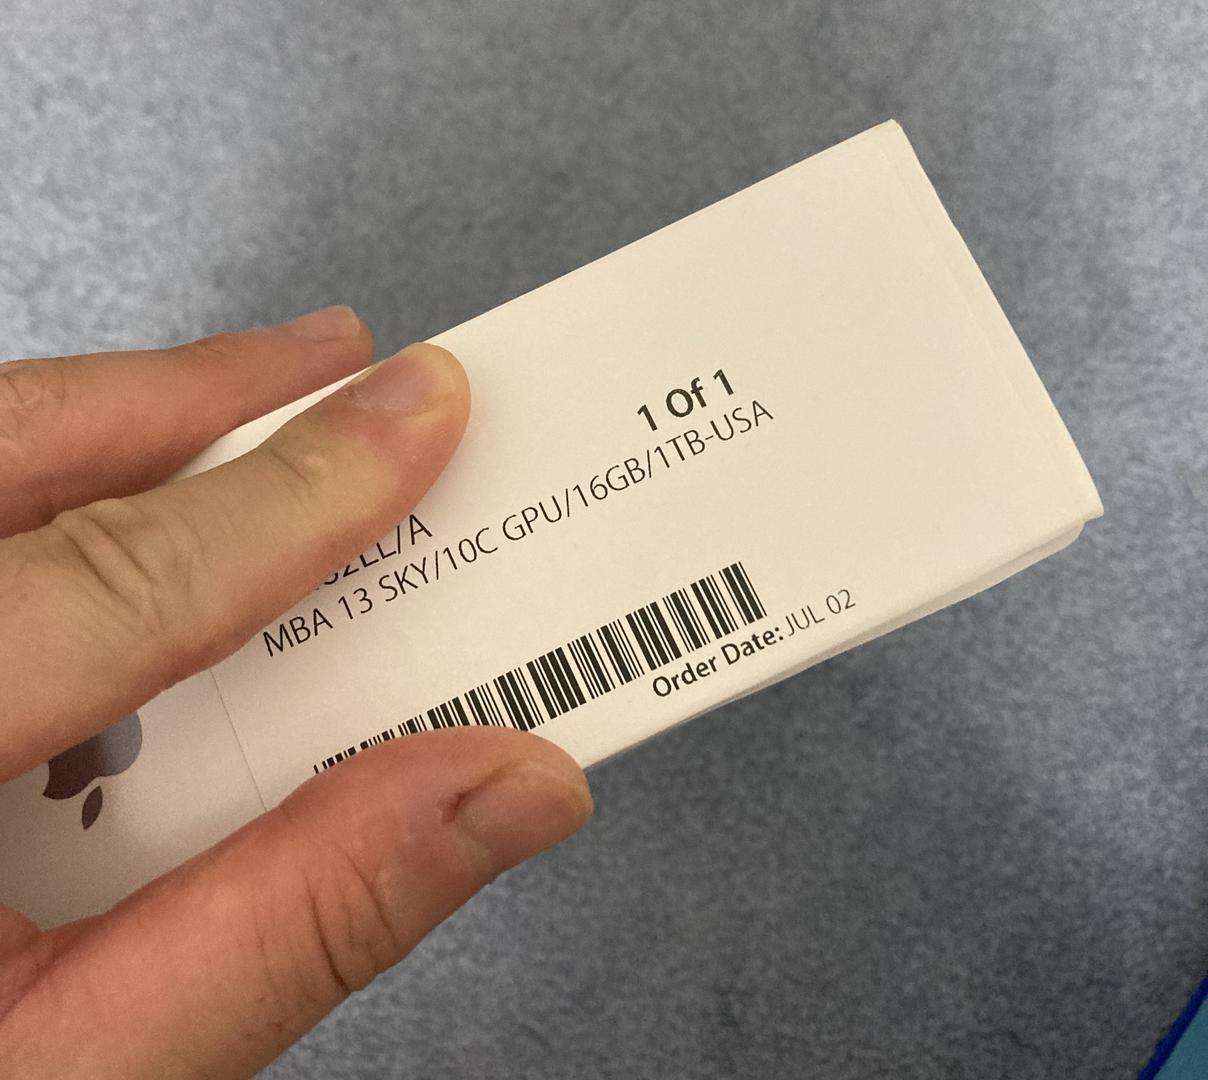 1 Of 1
MBA 13 SKY/10C GPU/16GB/1TB-USA
Order Date: JUL 02